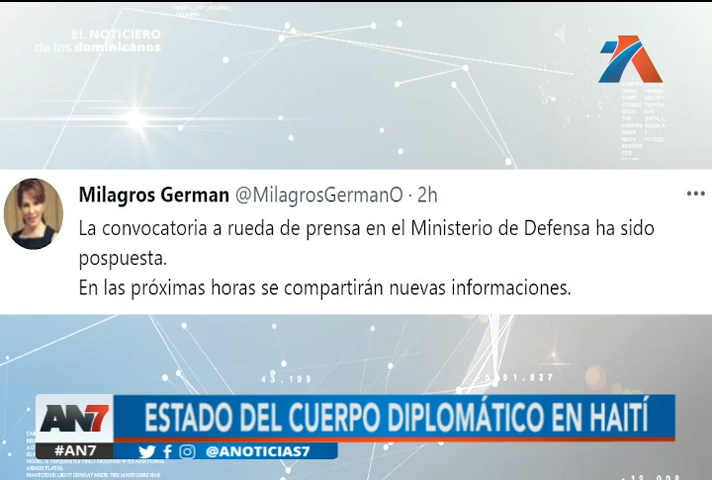 EL NOTICIERO
de los dominicanos
Milagros German @MilagrosGermanO · 2h
La convocatoria a rueda de prensa en el Ministerio de Defensa ha sido
pospuesta.
En las próximas horas se compartirán nuevas informaciones.
43,199
AN7
ESTADO DEL CUERPO DIPLOMÁTICO EN HAITÍ
#AN7
@ANOTICIAS7